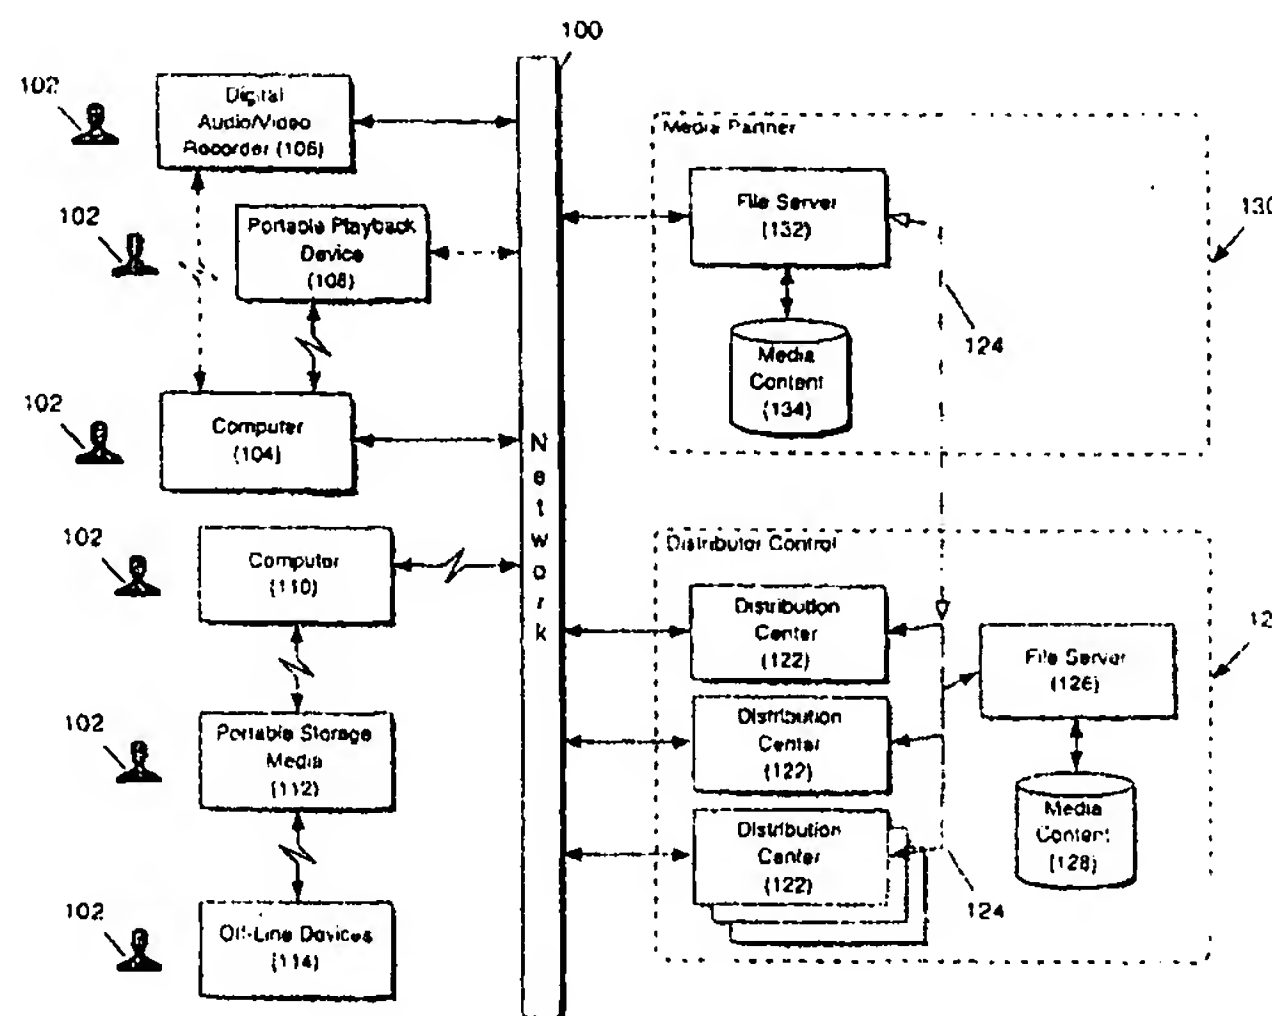 100
102
Digital
Audio/Video
Recorder (106)
102
Portable Playback
Device
(108)
102
Computer
(104)
102
Computer
(110)
102
Portable Storage
Media
(112)
102
Off-Line Devices
(114)
Network
Media Partner
File Server
(132)
Media
Content
(134)
124
130
Distributor Control
Distribution
Center
(122)
Distribution
Center
(122)
Distribution
Center
(122)
File Server
(126)
Media
Content
(128)
124
12